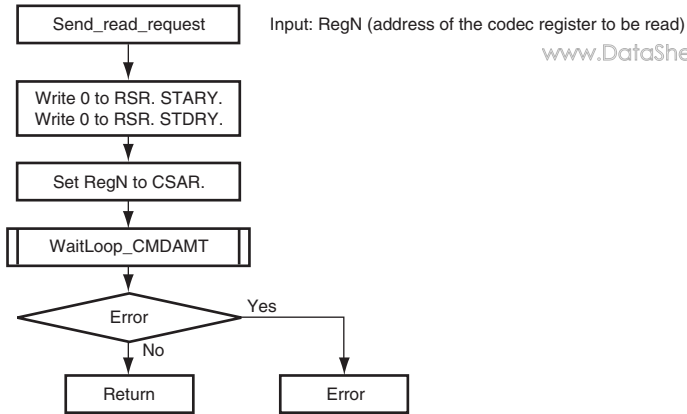 Send_read_request
Input: RegN (address of the codec register to be read)
www.DataShe
Write 0 to RSR. STARY.
Write 0 to RSR. STDRY.
Set RegN to CSAR.
WaitLoop_CMDAMT
Error
Yes
No
Return
Error